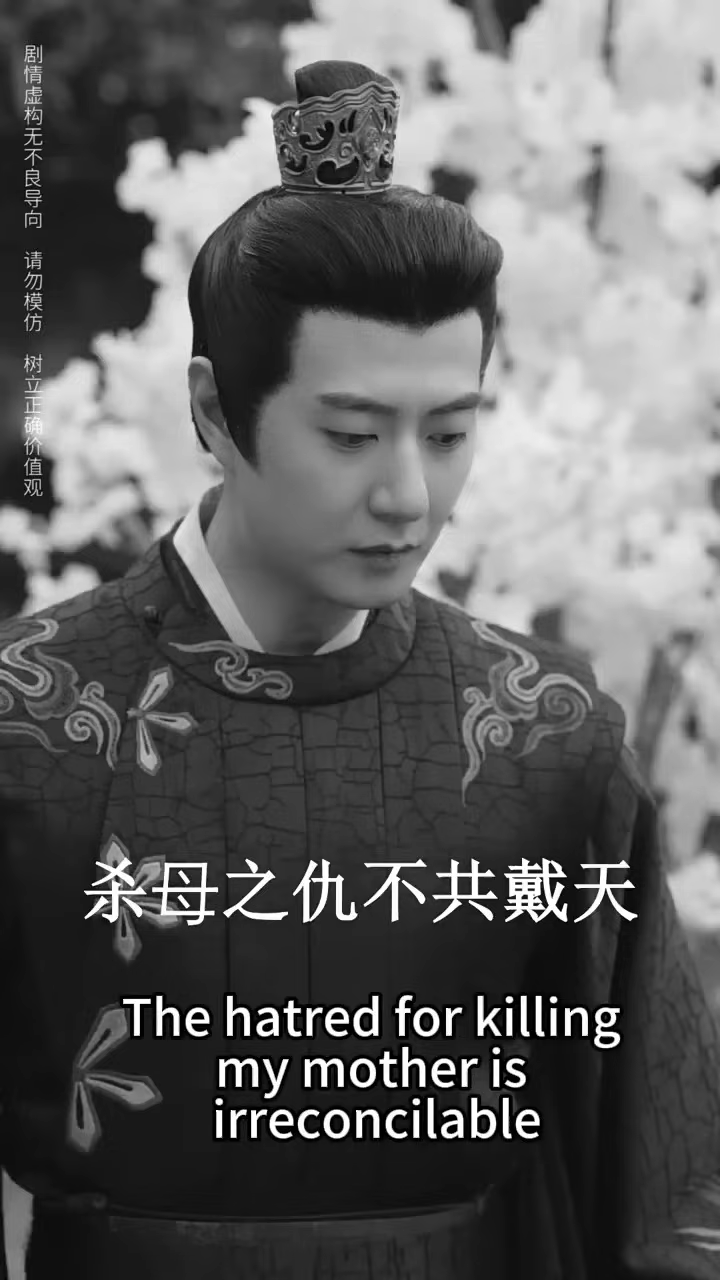 剧情虚构无不良导向 请勿模仿 树立正确价值观
杀母之仇不共戴天
The hatred for killing
my mother is
irreconcilable